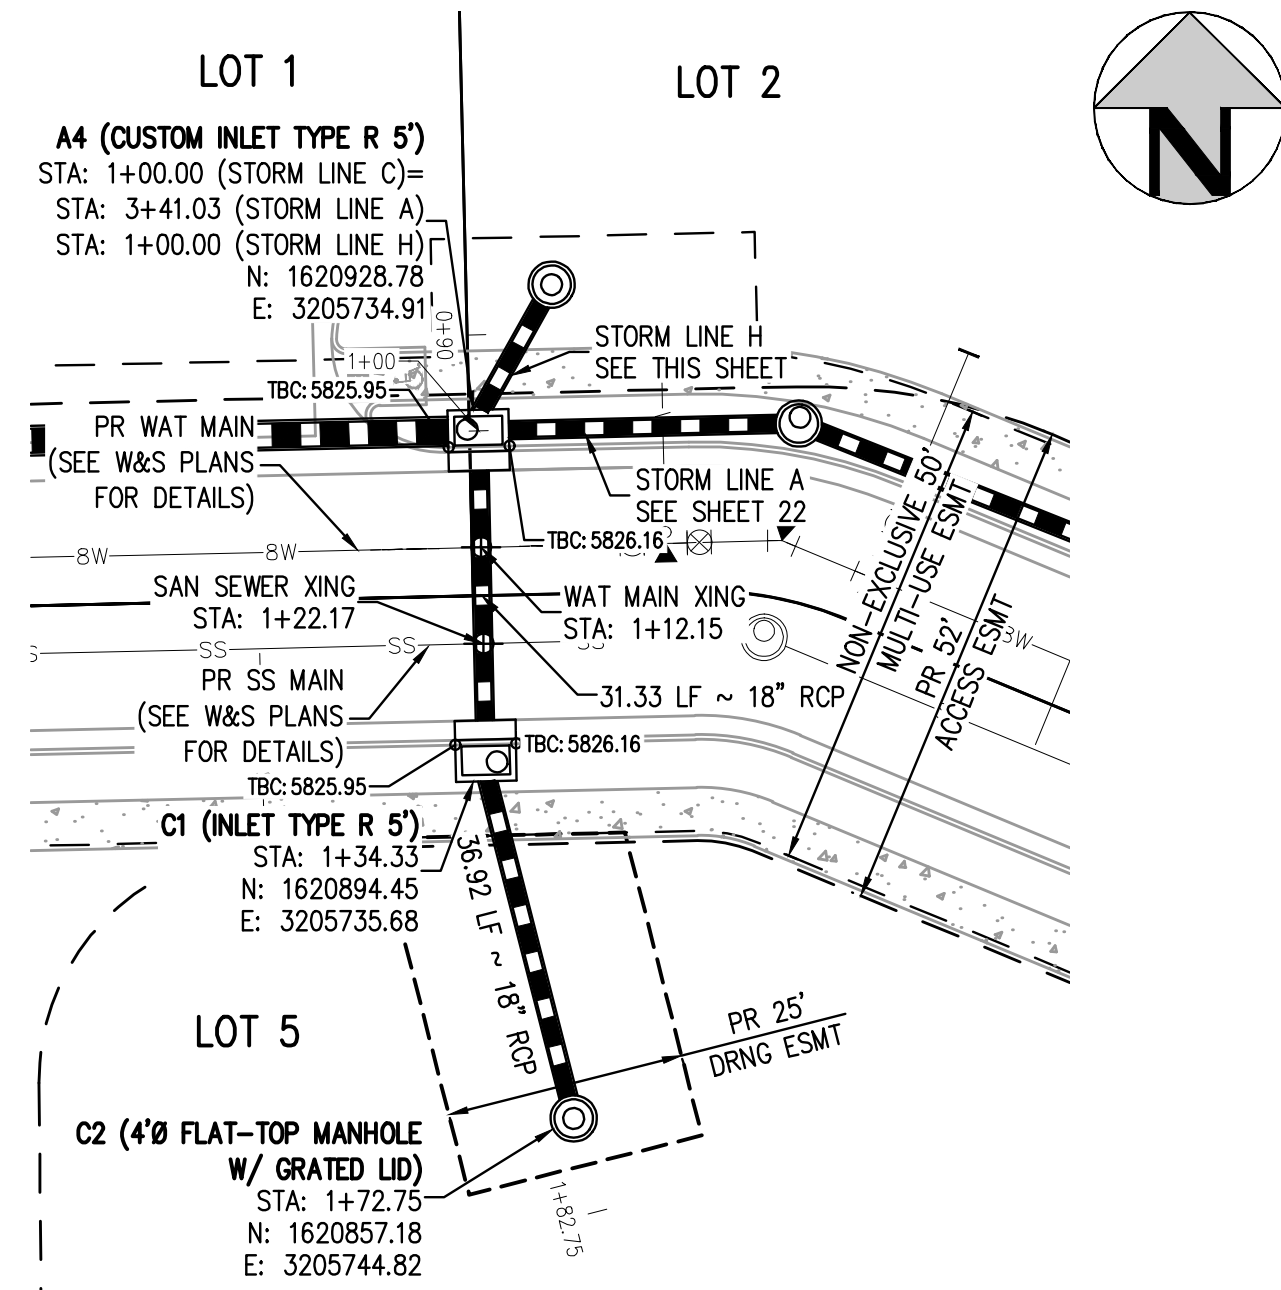 LOT 1
LOT 2
N
A4 (CUSTOM INLET TYPE R 5')
STA: 1+00.00 (STORM LINE C)=
STA: 3+41.03 (STORM LINE A)
STA: 1+00.00 (STORM LINE H)
N: 1620928.78
E: 3205734.91
0+90
1+00
STORM LINE H
SEE THIS SHEET
TBC: 5825.95
PR WAT MAIN
(SEE W&S PLANS
FOR DETAILS)
STORM LINE A
SEE SHEET 22
TBC: 5826.16
8W
8W
SAN SEWER XING
STA: 1+22.17
WAT MAIN XING
STA: 1+12.15
NON-EXCLUSIVE 50'
MULTI-USE ESMT
PR 52'
ACCESS ESMT
8W
SS
SS
SS
PR SS MAIN
(SEE W&S PLANS
FOR DETAILS)
31.33 LF ~ 18" RCP
TBC: 5826.16
TBC: 5825.95
C1 (INLET TYPE R 5')
STA: 1+34.33
N: 1620894.45
E: 3205735.68
36.92 LF ~ 18" RCP
LOT 5
PR 25'
DRNG ESMT
C2 (4'Ø FLAT-TOP MANHOLE
W/ GRATED LID)
STA: 1+72.75
N: 1620857.18
E: 3205744.82
1+82.75